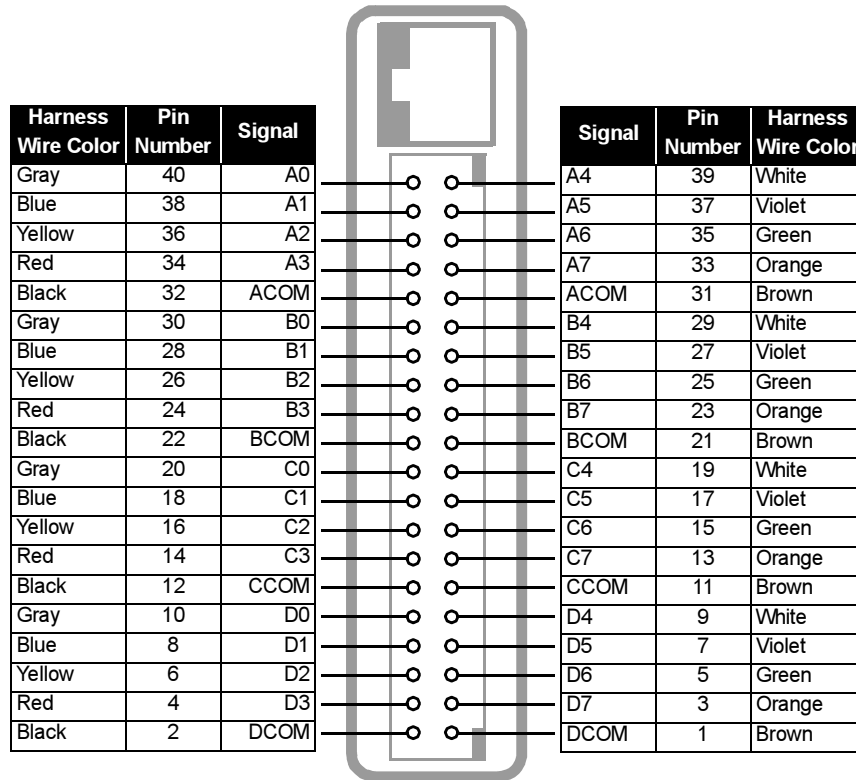 Harness Wire Color Pin Number Signal
Gray 40 A0
Blue 38 A1
Yellow 36 A2
Red 34 A3
Black 32 ACOM
Gray 30 B0
Blue 28 B1
Yellow 26 B2
Red 24 B3
Black 22 BCOM
Gray 20 C0
Blue 18 C1
Yellow 16 C2
Red 14 C3
Black 12 CCOM
Gray 10 D0
Blue 8 D1
Yellow 6 D2
Red 4 D3
Black 2 DCOM
Signal Pin Number Harness Wire Color
A4 39 White
A5 37 Violet
A6 35 Green
A7 33 Orange
ACOM 31 Brown
B4 29 White
B5 27 Violet
B6 25 Green
B7 23 Orange
BCOM 21 Brown
C4 19 White
C5 17 Violet
C6 15 Green
C7 13 Orange
CCOM 11 Brown
D4 9 White
D5 7 Violet
D6 5 Green
D7 3 Orange
DCOM 1 Brown